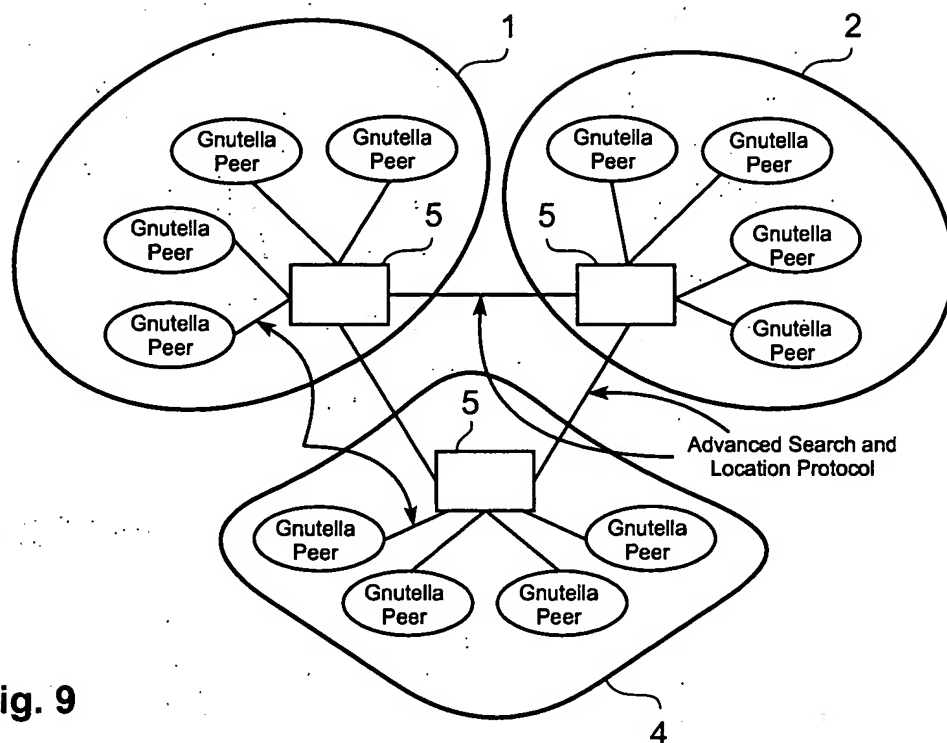 1
2
Gnutella
Peer
Gnutella
Peer
Gnutella
Peer
Gnutella
Peer
Gnutella
Peer
5
5
Gnutella
Peer
Gnutella
Peer
Gnutella
Peer
5
Advanced Search and
Location Protocol
Gnutella
Peer
Gnutella
Peer
Gnutella
Peer
Gnutella
Peer
ig. 9
4